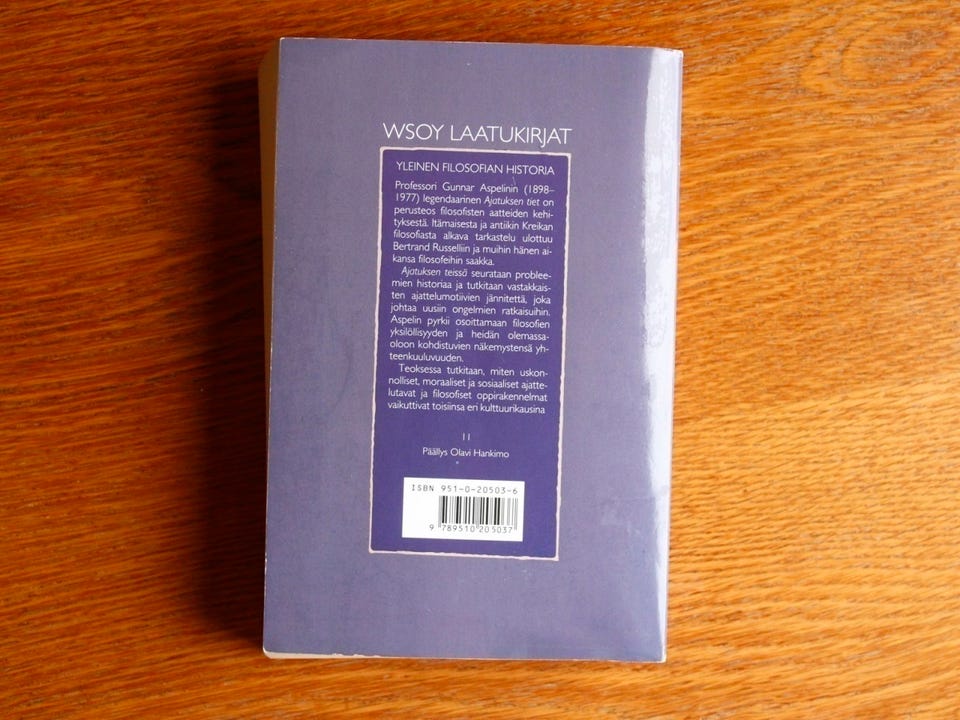 WSOY LAATUKIRJAT
YLEINEN FILOSOFIAN HISTORIA
Professori Gunnar Aspelinin (1898–
1977) legendaarinen Ajatuksen tiet on
perusteos filosofisten aatteiden kehi-
tyksestä. Itämaisesta ja antiikin Kreikan
filosofiasta alkava tarkastelu ulottuu
Bertrand Russelliin ja muihin hänen ai-
kansa filosofeihin saakka.
Ajatuksen teissä seurataan problee-
mien historiaa ja tutkitaan vastakkais-
ten ajattelumotiivien jännitettä, joka
johtaa uusiin ongelmien ratkaisuihin.
Aspelin pyrkii osoittamaan filosofien
yksilöllisyyden ja heidän olemassa-
oloon kohdistuvien näkemystensä yh-
teenkuuluvuuden.
Teoksessa tutkitaan, miten uskon-
nolliset, moraaliset ja sosiaaliset ajatte-
lutavat ja filosofiset oppirakennelmat
vaikuttivat toisiinsa eri kulttuurikausina
11
Päällys Olavi Hankimo
ISBN 951-0-20503-6
9 789510 205037